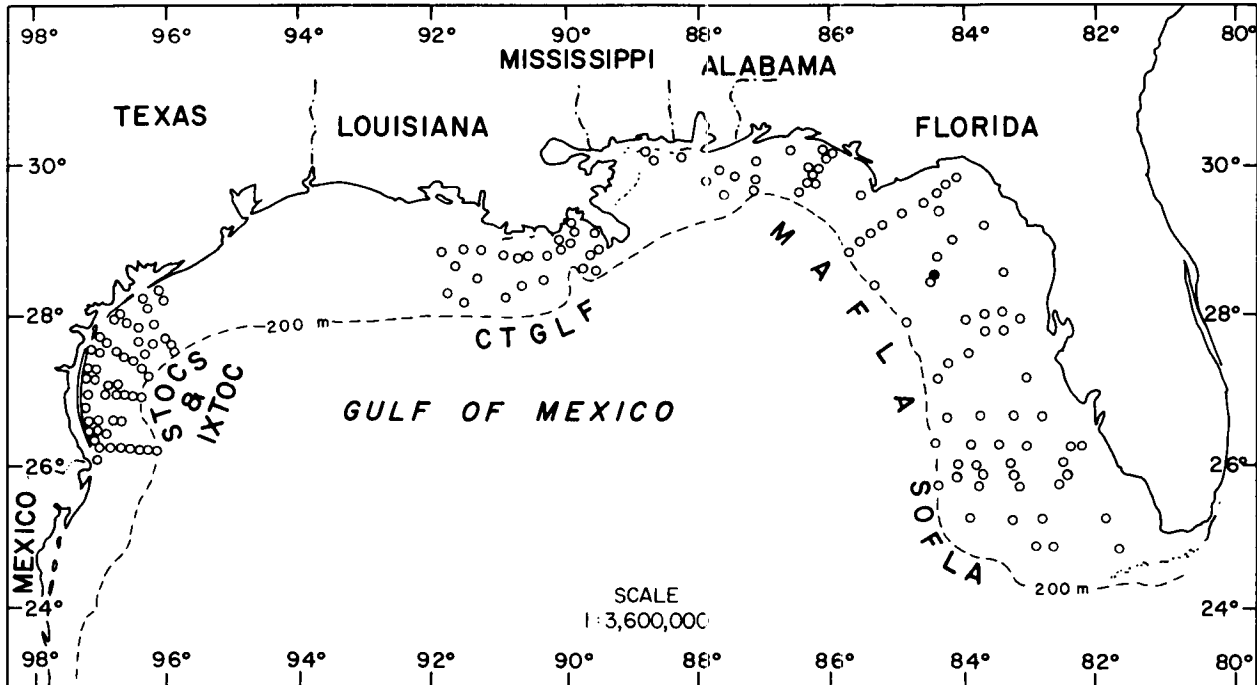 98° 96° 94° 92° 90° 88° 86° 84° 82° 80°
MISSISSIPPI ALABAMA
TEXAS LOUISIANA FLORIDA
30° 30°
28° 28°
200 m
CTGLF
MAFLA
STOCS
&
IXTOC
GULF OF MEXICO
26° 26°
SOFLA
MEXICO
200 m
24° 24°
SCALE
1:3,600,000
98° 96° 94° 92° 90° 88° 86° 84° 82° 80°